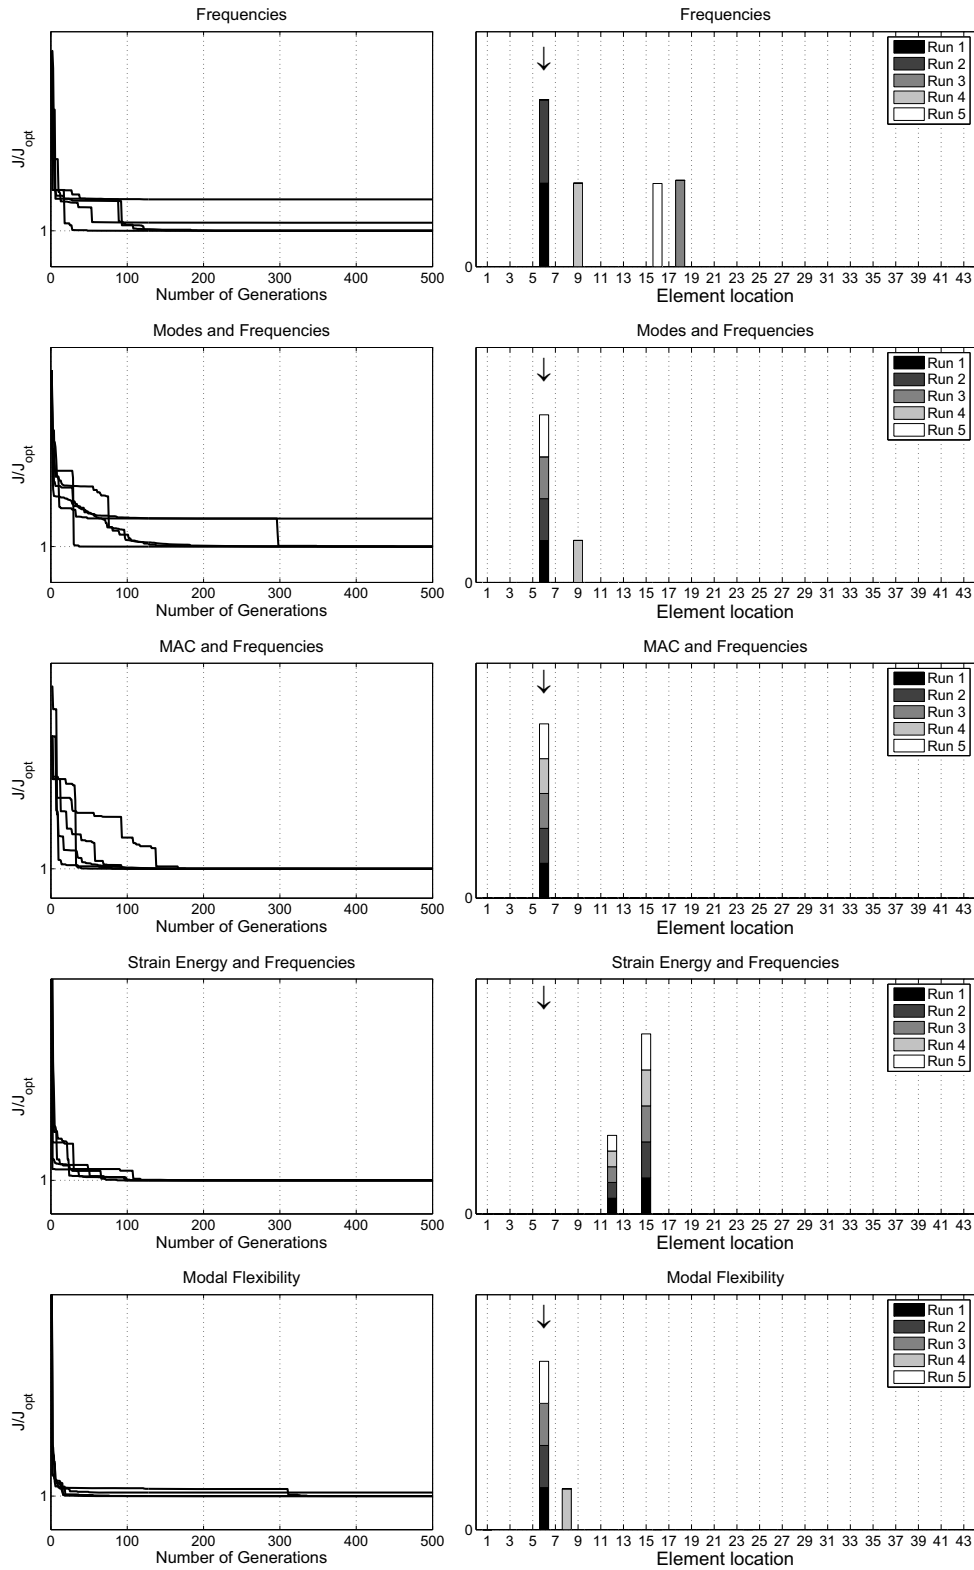 Frequencies
J/J_opt
1
0 100 200 300 400 500
Number of Generations
Frequencies
Run 1
Run 2
Run 3
Run 4
Run 5
0
1 3 5 7 9 11 13 15 17 19 21 23 25 27 29 31 33 35 37 39 41 43
Element location
Modes and Frequencies
J/J_opt
1
0 100 200 300 400 500
Number of Generations
Modes and Frequencies
Run 1
Run 2
Run 3
Run 4
Run 5
0
1 3 5 7 9 11 13 15 17 19 21 23 25 27 29 31 33 35 37 39 41 43
Element location
MAC and Frequencies
J/J_opt
1
0 100 200 300 400 500
Number of Generations
MAC and Frequencies
Run 1
Run 2
Run 3
Run 4
Run 5
0
1 3 5 7 9 11 13 15 17 19 21 23 25 27 29 31 33 35 37 39 41 43
Element location
Strain Energy and Frequencies
J/J_opt
1
0 100 200 300 400 500
Number of Generations
Strain Energy and Frequencies
Run 1
Run 2
Run 3
Run 4
Run 5
0
1 3 5 7 9 11 13 15 17 19 21 23 25 27 29 31 33 35 37 39 41 43
Element location
Modal Flexibility
J/J_opt
1
0 100 200 300 400 500
Number of Generations
Modal Flexibility
Run 1
Run 2
Run 3
Run 4
Run 5
0
1 3 5 7 9 11 13 15 17 19 21 23 25 27 29 31 33 35 37 39 41 43
Element location